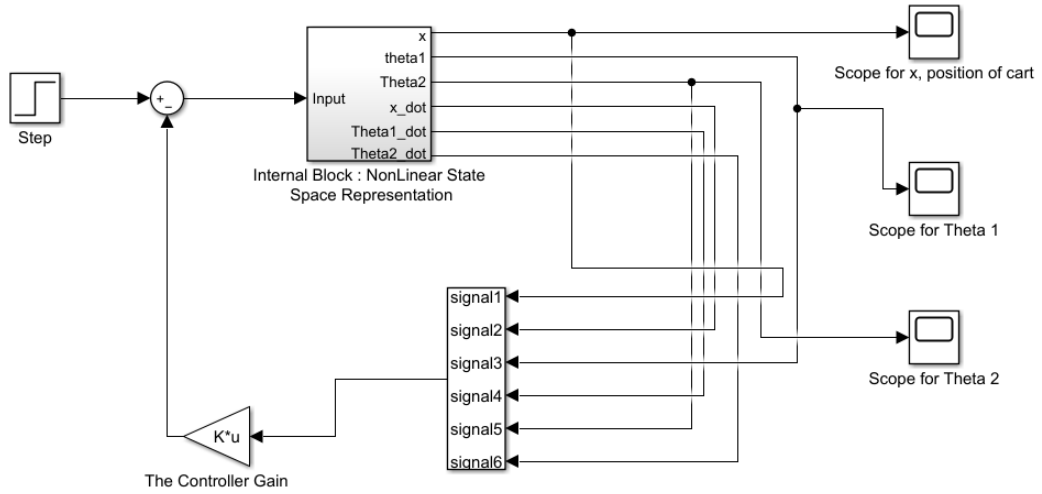 x
theta1
Scope for x, position of cart
Theta2
Input
x_dot
+
-
Step
Theta1_dot
Theta2_dot
Internal Block : NonLinear State
Space Representation
Scope for Theta 1
signal1
signal2
signal3
signal4
signal5
signal6
Scope for Theta 2
K*u
The Controller Gain